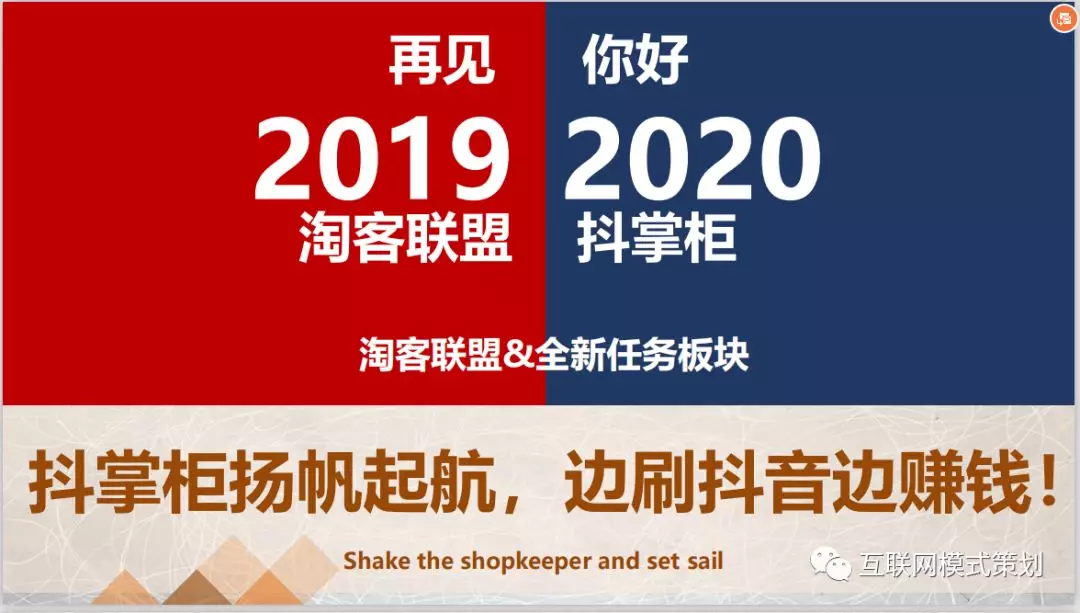 再见
2019
淘客联盟
你好
2020
抖掌柜
淘客联盟&全新任务板块
抖掌柜扬帆起航，边刷抖音边赚钱！
Shake the shopkeeper and set sail
互联网模式策划